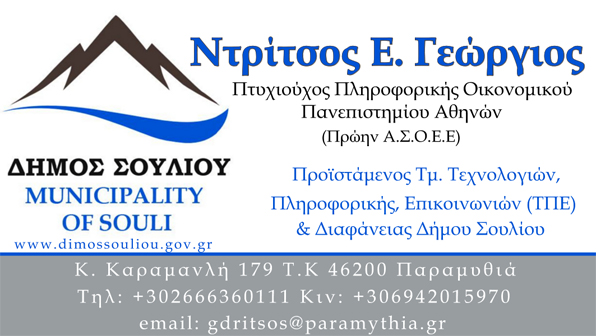 Ντρίτσος Ε. Γεώργιος
Πτυχιούχος Πληροφορικής Οικονομικού
Πανεπιστημίου Αθηνών
(Πρώην Α.Σ.Ο.Ε.Ε)
ΔΗΜΟΣ ΣΟΥΛΙΟΥ
MUNICIPALITY
OF SOULI
www.dimossouliou.gov.gr
Προϊστάμενος Τμ. Τεχνολογιών,
Πληροφορικής, Επικοινωνιών (ΤΠΕ)
& Διαφάνειας Δήμου Σουλίου
Κ. Καραμανλή 179 Τ.Κ 46200 Παραμυθιά
Τηλ: +302666360111 Κιν: +306942015970
email: gdritsos@paramythia.gr